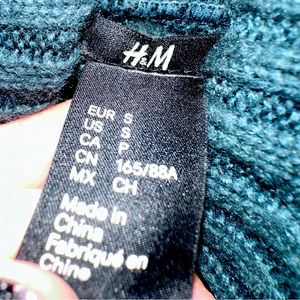 H&M
EUR S
US S
CA P
CN 165/88A
MX CH
Made in
China
Fabriqué en
Chine